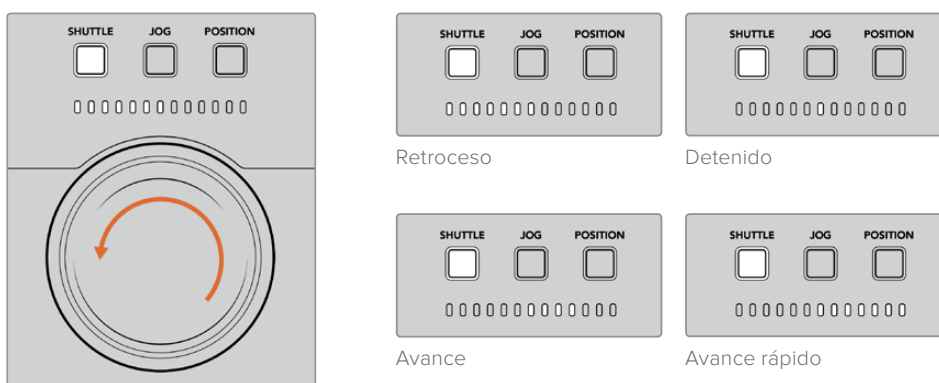 SHUTTLE JOG POSITION
SHUTTLE JOG POSITION
Retroceso
SHUTTLE JOG POSITION
Detenido
SHUTTLE JOG POSITION
Avance
SHUTTLE JOG POSITION
Avance rápido